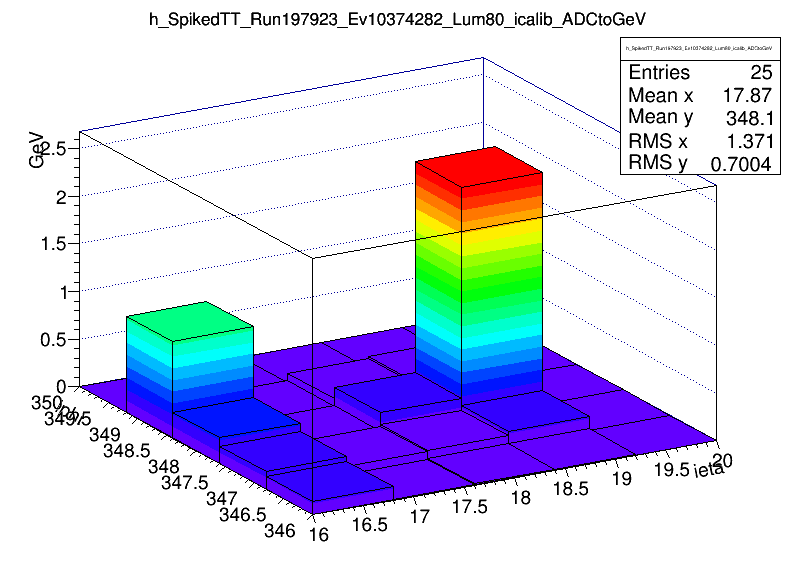 h_SpikedTT_Run197923_Ev10374282_Lum80_icalib_ADCtoGeV
h_SpikedTT_Run197923_Ev10374282_Lum80_icalib_ADCtoGeV
Entries 25
Mean x 17.87
Mean y 348.1
RMS x 1.371
RMS y 0.7004
GeV
2.5
2
1.5
1
0.5
0
350
349.5
349
348.5
348
347.5
347
346.5
346
16
16.5
17
17.5
18
18.5
19
19.5
20
ieta